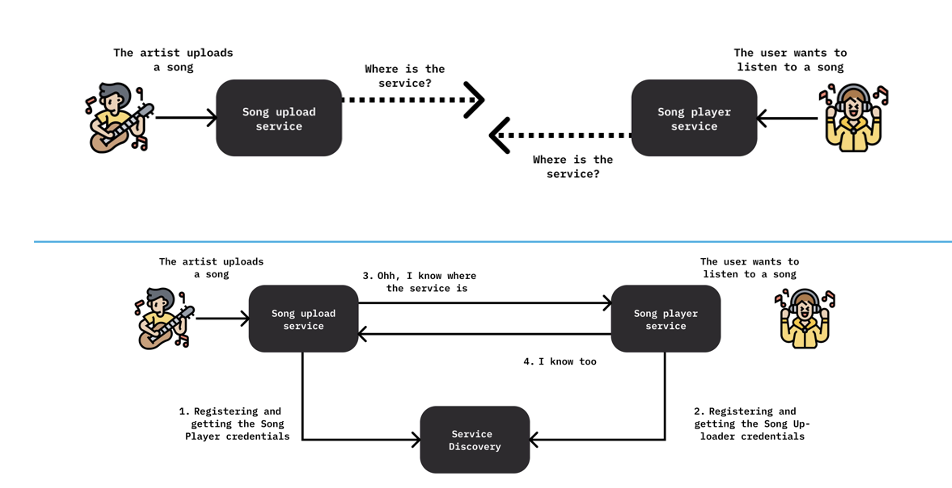 The artist uploads
a song
Where is the
service?
The user wants to
listen to a song
Song upload
service
Song player
service
Where is the
service?
The artist uploads
a song
3. Ohh, I know where
the service is
The user wants to
listen to a song
Song upload
service
Song player
service
4. I know too
1. Registering and
getting the Song
Player credentials
2. Registering and
getting the Song Up-
loader credentials
Service
Discovery